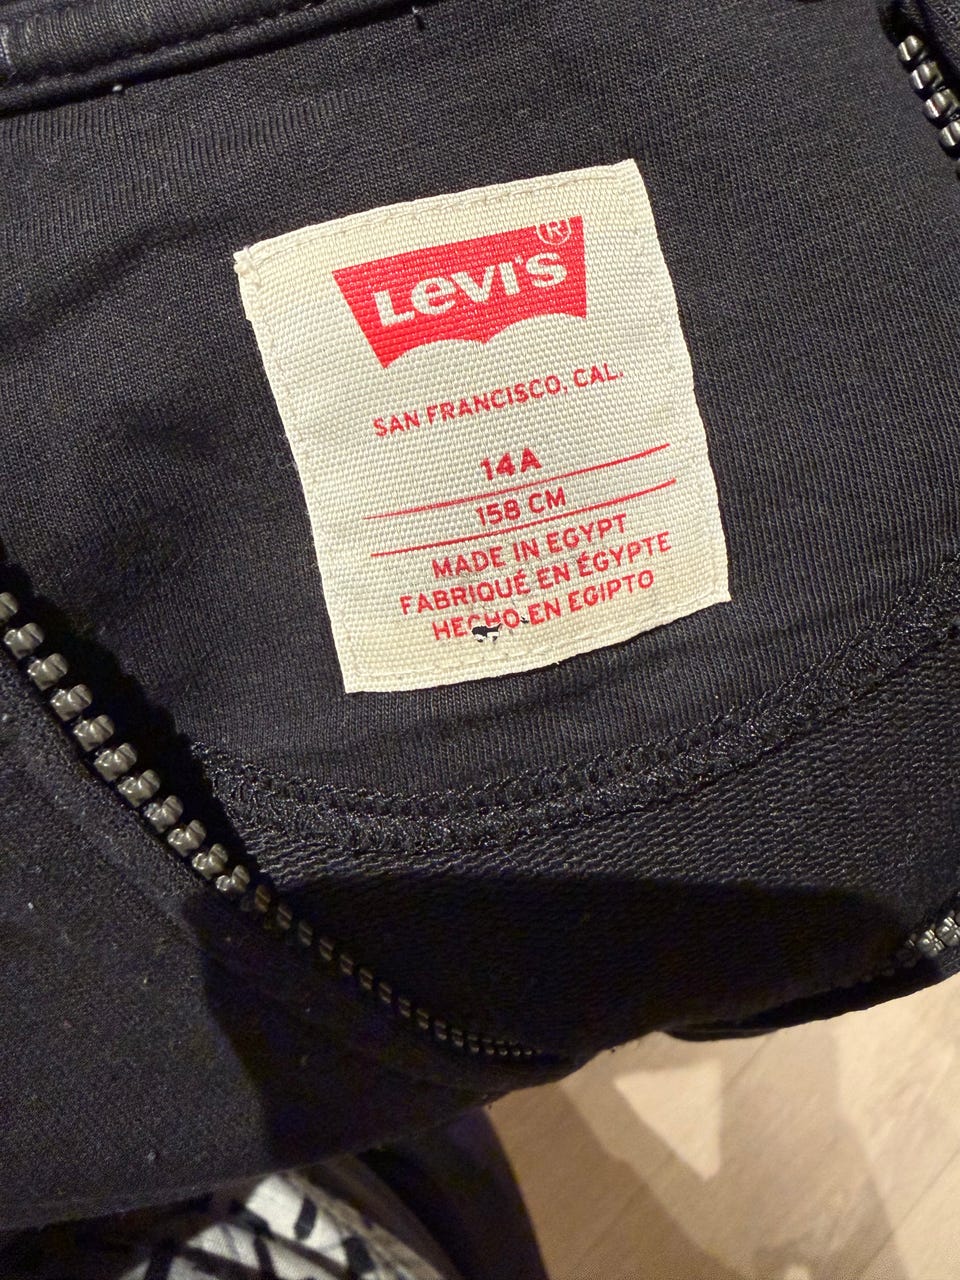 Levi's®
SAN FRANCISCO, CAL.
14A
158 CM
MADE IN EGYPT
FABRIQUÉ EN ÉGYPTE
HECHO EN EGIPTO